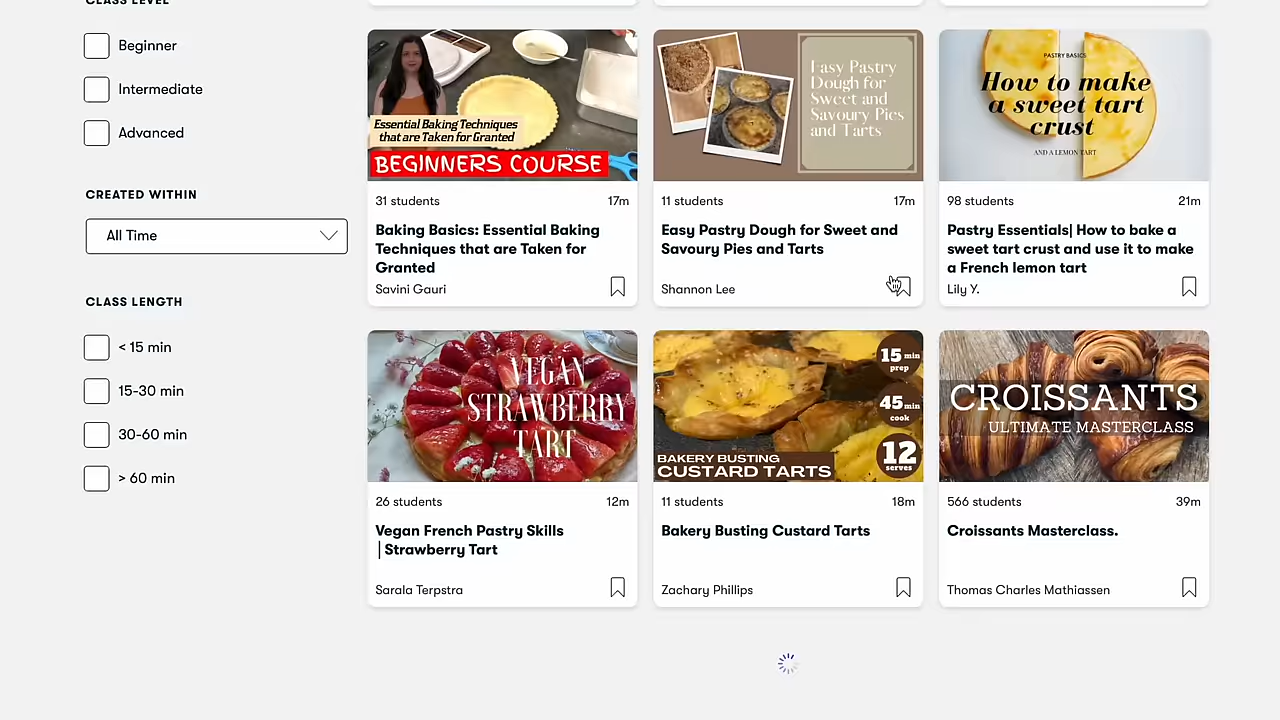 CLASS LEVEL
Beginner
Intermediate
Advanced
CREATED WITHIN
All Time
CLASS LENGTH
< 15 min
15-30 min
30-60 min
> 60 min
Essential Baking Techniques
that are Taken for Granted
BEGINNERS COURSE
31 students
17m
Baking Basics: Essential Baking
Techniques that are Taken for
Granted
Savini Gauri
Easy Pastry
Dough for
Sweet and
Savoury Pies
and Tarts
11 students
17m
Easy Pastry Dough for Sweet and
Savoury Pies and Tarts
Shannon Lee
PASTRY BASICS
How to make
a sweet tart
crust
AND A LEMON TART
98 students
21m
Pastry Essentials| How to bake a
sweet tart crust and use it to make
a French lemon tart
Lily Y.
VEGAN
STRAWBERRY
TART
26 students
12m
Vegan French Pastry Skills
| Strawberry Tart
Sarala Terpstra
15 min
prep
45 min
cook
12
serves
BAKERY BUSTING
CUSTARD TARTS
11 students
18m
Bakery Busting Custard Tarts
Zachary Phillips
CROISSANTS
ULTIMATE MASTERCLASS
566 students
39m
Croissants Masterclass.
Thomas Charles Mathiassen